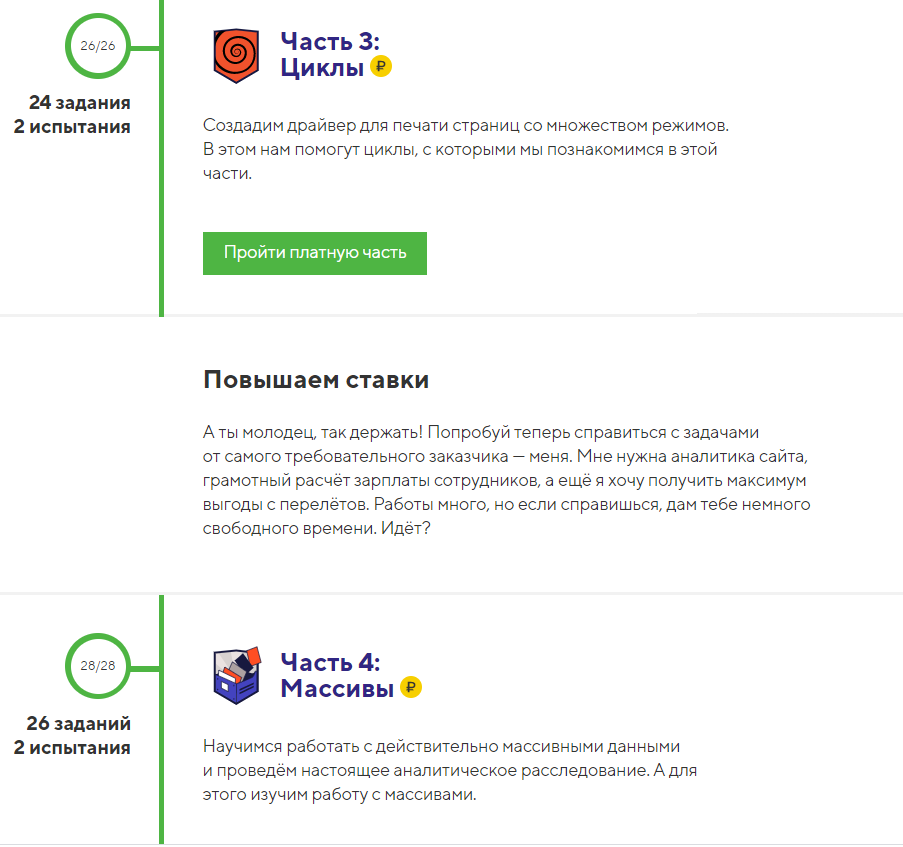 26/26
24 задания
2 испытания
Часть 3:
Циклы ₽
Создадим драйвер для печати страниц со множеством режимов.
В этом нам помогут циклы, с которыми мы познакомимся в этой
части.
Пройти платную часть
Повышаем ставки
А ты молодец, так держать! Попробуй теперь справиться с задачами
от самого требовательного заказчика — меня. Мне нужна аналитика сайта,
грамотный расчёт зарплаты сотрудников, а ещё я хочу получить максимум
выгоды с перелётов. Работы много, но если справишься, дам тебе немного
свободного времени. Идёт?
28/28
26 заданий
2 испытания
Часть 4:
Массивы ₽
Научимся работать с действительно массивными данными
и проведём настоящее аналитическое расследование. А для
этого изучим работу с массивами.